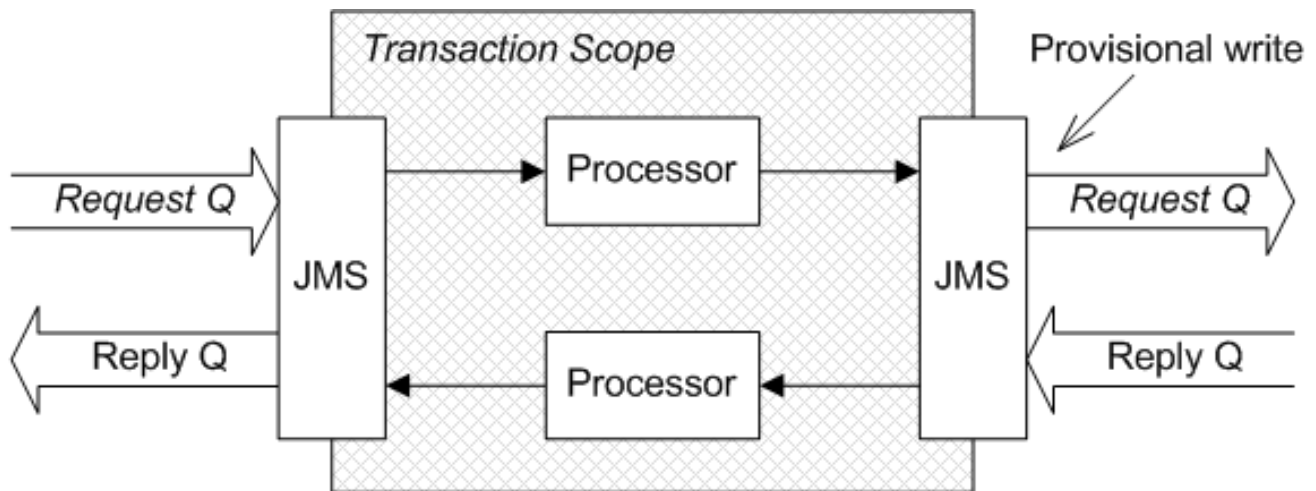 Transaction Scope
Provisional write
Processor
Request Q
Request Q
JMS
JMS
Reply Q
Processor
Reply Q